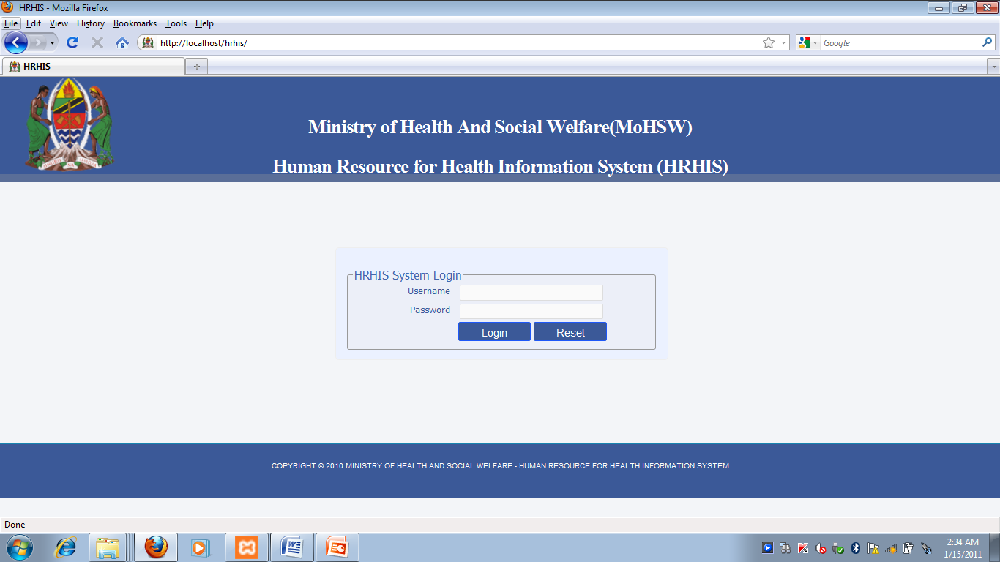 HRHIS - Mozilla Firefox
File Edit View History Bookmarks Tools Help
http://localhost/hrhis/
Google
HRHIS
Ministry of Health And Social Welfare(MoHSW)
Human Resource for Health Information System (HRHIS)
HRHIS System Login
Username
Password
Login Reset
COPYRIGHT © 2010 MINISTRY OF HEALTH AND SOCIAL WELFARE - HUMAN RESOURCE FOR HEALTH INFORMATION SYSTEM
Done
2:34 AM
1/15/2011